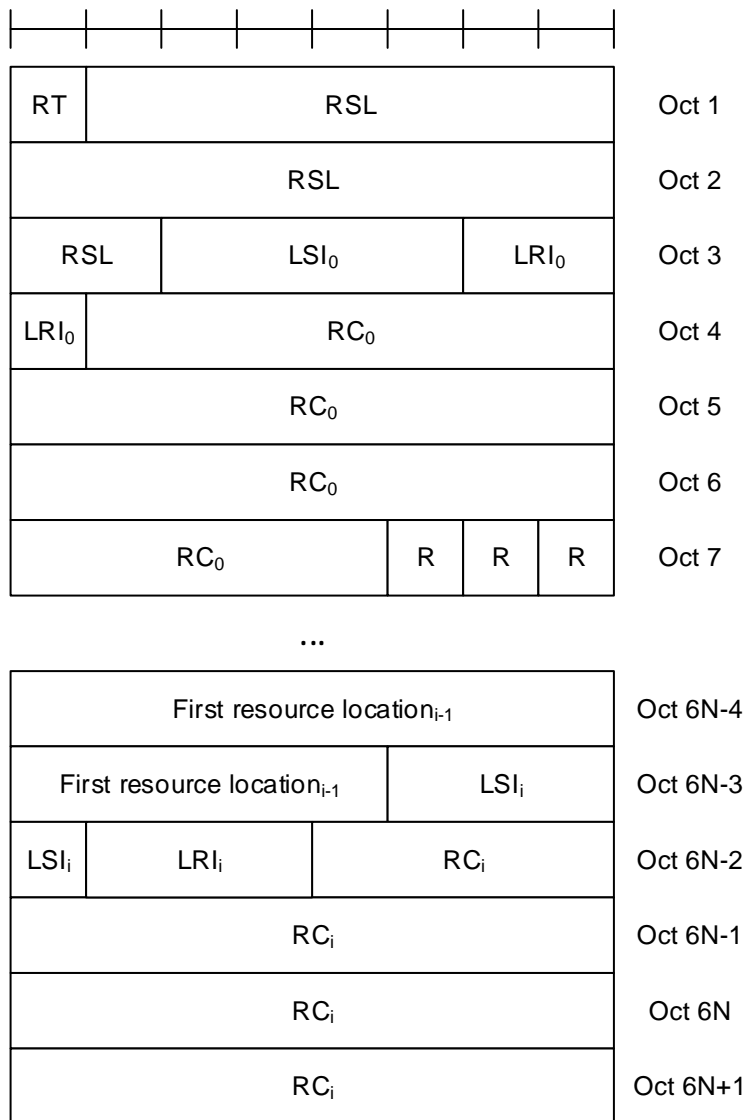 RT RSL Oct 1
RSL Oct 2
RSL LSI₀ LRI₀ Oct 3
LRI₀ RC₀ Oct 4
RC₀ Oct 5
RC₀ Oct 6
RC₀ R R R Oct 7
...
First resource locationᵢ₋₁ Oct 6N-4
First resource locationᵢ₋₁ LSIᵢ Oct 6N-3
LSIᵢ LRIᵢ RCᵢ Oct 6N-2
RCᵢ Oct 6N-1
RCᵢ Oct 6N
RCᵢ Oct 6N+1